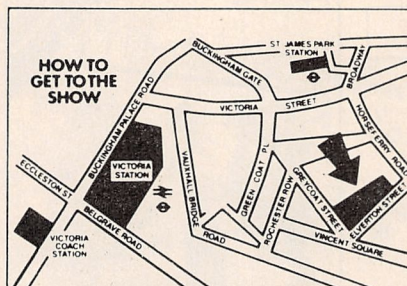 HOW TO
GET TO THE
SHOW
BUCKINGHAM GATE
ST JAMES PARK
STATION
BROADWAY
BUCKINGHAM PALACE ROAD
VICTORIA STREET
HORSEFERRY ROAD
ECCLESTON ST
VICTORIA
STATION
VAUXHALL BRIDGE
ROAD
GREEN COAT PL
ROCHESTER ROW
GREYCOAT STREET
ELVERTON STREET
BELGRAVE ROAD
VINCENT SQUARE
VICTORIA
COACH
STATION